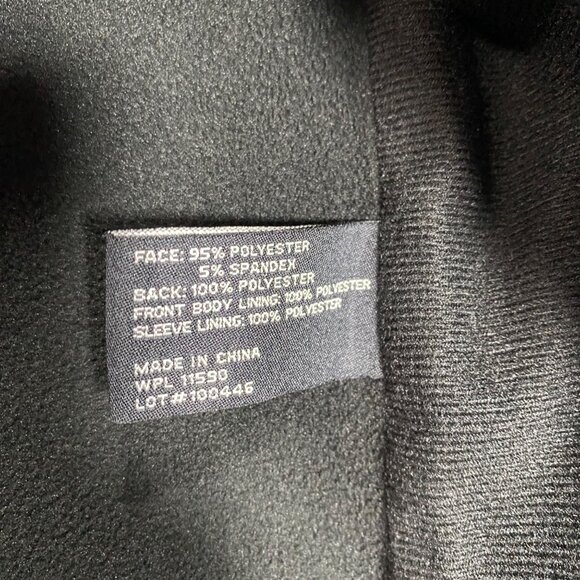 FACE: 95% POLYESTER
5% SPANDEX
BACK: 100% POLYESTER
FRONT BODY LINING: 100% POLYESTER
SLEEVE LINING: 100% POLYESTER
MADE IN CHINA
WPL 11590
LOT#100446